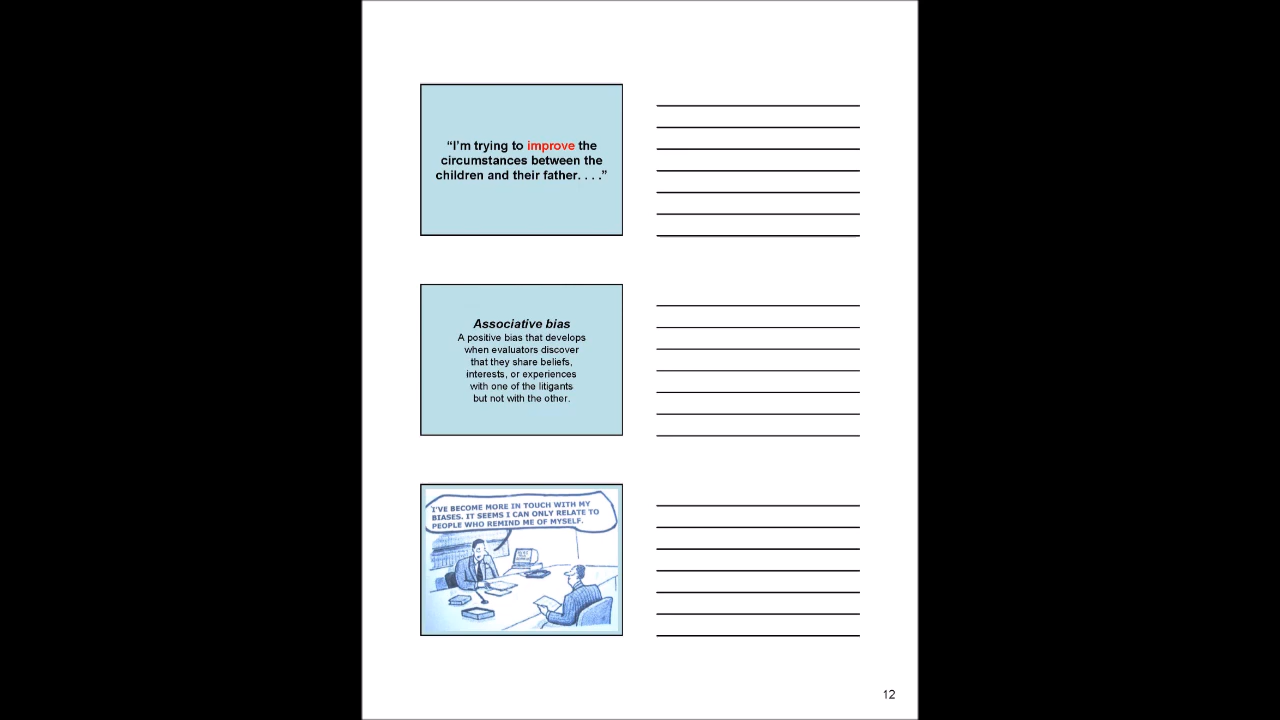 “I’m trying to improve the
circumstances between the
children and their father. . . .”
Associative bias
A positive bias that develops
when evaluators discover
that they share beliefs,
interests, or experiences
with one of the litigants
but not with the other.
I'VE BECOME MORE IN TOUCH WITH MY
BIASES. IT SEEMS I CAN ONLY RELATE TO
PEOPLE WHO REMIND ME OF MYSELF.
12